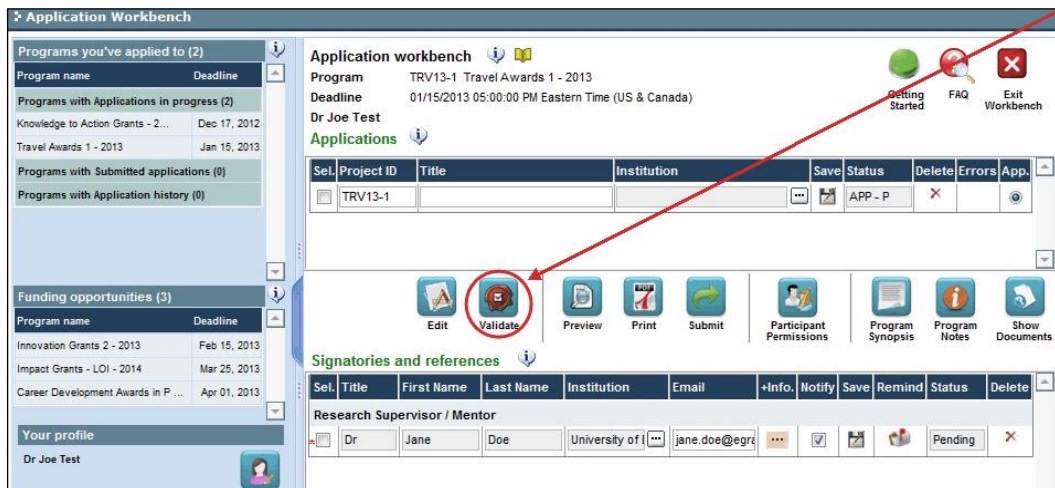 Application Workbench
Programs you've applied to (2)
Program name Deadline
Programs with Applications in progress (2)
Knowledge to Action Grants - 2... Dec 17, 2012
Travel Awards 1 - 2013 Jan 15, 2013
Programs with Submitted applications (0)
Programs with Application history (0)
Funding opportunities (3)
Program name Deadline
Innovation Grants 2 - 2013 Feb 15, 2013
Impact Grants - LOI - 2014 Mar 25, 2013
Career Development Awards in P ... Apr 01, 2013
Your profile
Dr Joe Test
Application workbench
Program TRV13-1 Travel Awards 1 - 2013
Deadline 01/15/2013 05:00:00 PM Eastern Time (US & Canada)
Dr Joe Test
Getting Started
FAQ
Exit Workbench
Applications
Sel. Project ID Title Institution Save Status Delete Errors App.
TRV13-1 APP - P
Edit
Validate
Preview
Print
Submit
Participant Permissions
Program Synopsis
Program Notes
Show Documents
Signatories and references
Sel. Title First Name Last Name Institution Email +Info. Notify Save Remind Status Delete
Research Supervisor / Mentor
Dr Jane Doe University of jane.doe@egra Pending